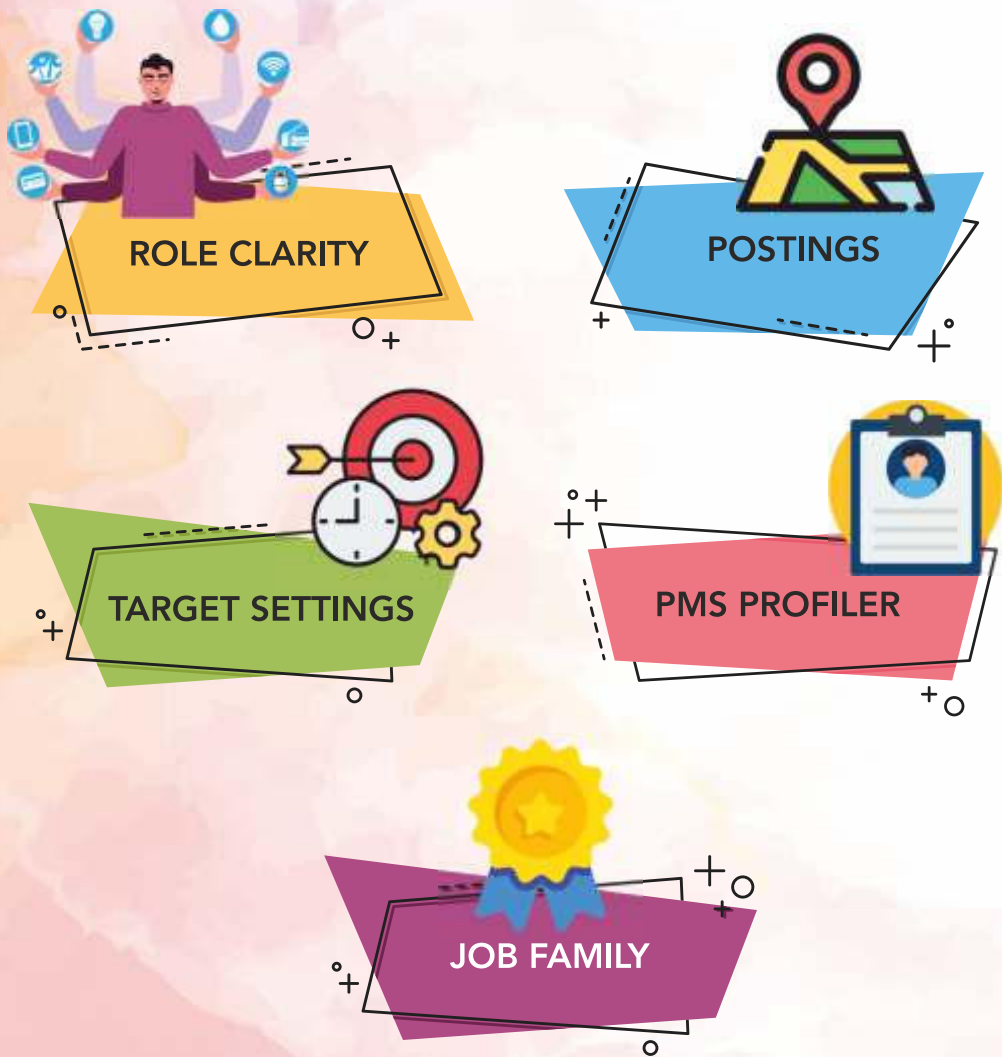 ROLE CLARITY
POSTINGS
TARGET SETTINGS
PMS PROFILER
JOB FAMILY